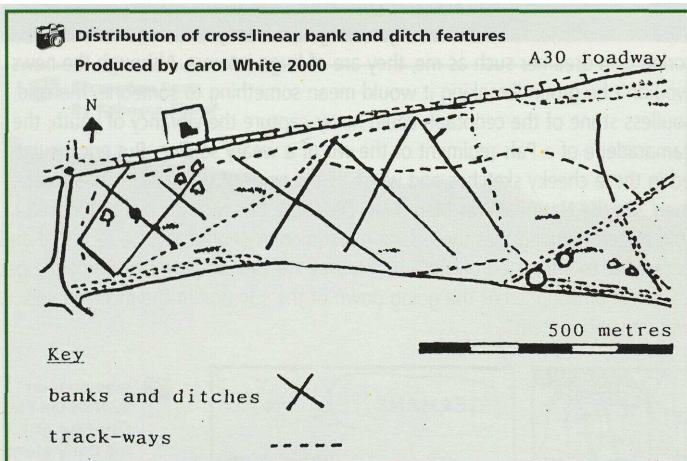 Distribution of cross-linear bank and ditch features
Produced by Carol White 2000
A30 roadway
N
500 metres
Key
banks and ditches
track-ways